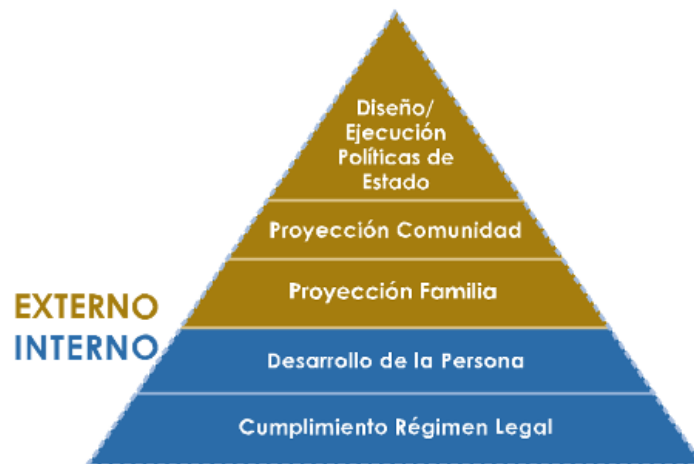 Diseño/
Ejecución
Políticas de
Estado
Proyección Comunidad
Proyección Familia
EXTERNO
INTERNO
Desarrollo de la Persona
Cumplimiento Régimen Legal